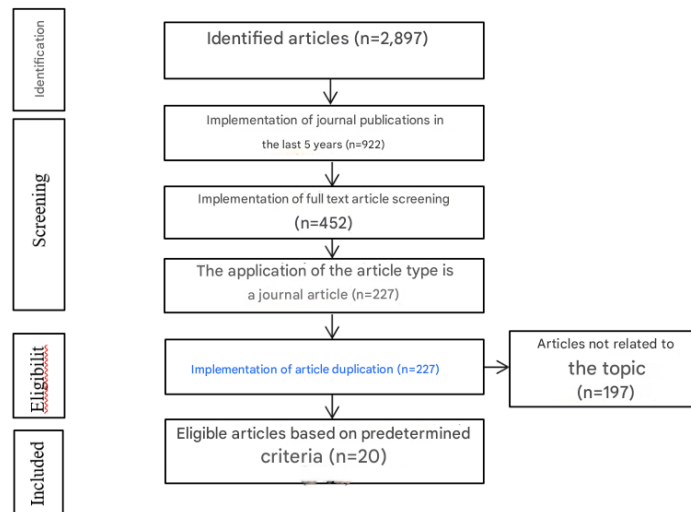 Identification
Identified articles (n=2,897)
Screening
Implementation of journal publications in
the last 5 years (n=922)
Implementation of full text article screening
(n=452)
The application of the article type is
a journal article (n=227)
Eligibilit
Implementation of article duplication (n=227)
Articles not related to
the topic
(n=197)
Included
Eligible articles based on predetermined
criteria (n=20)